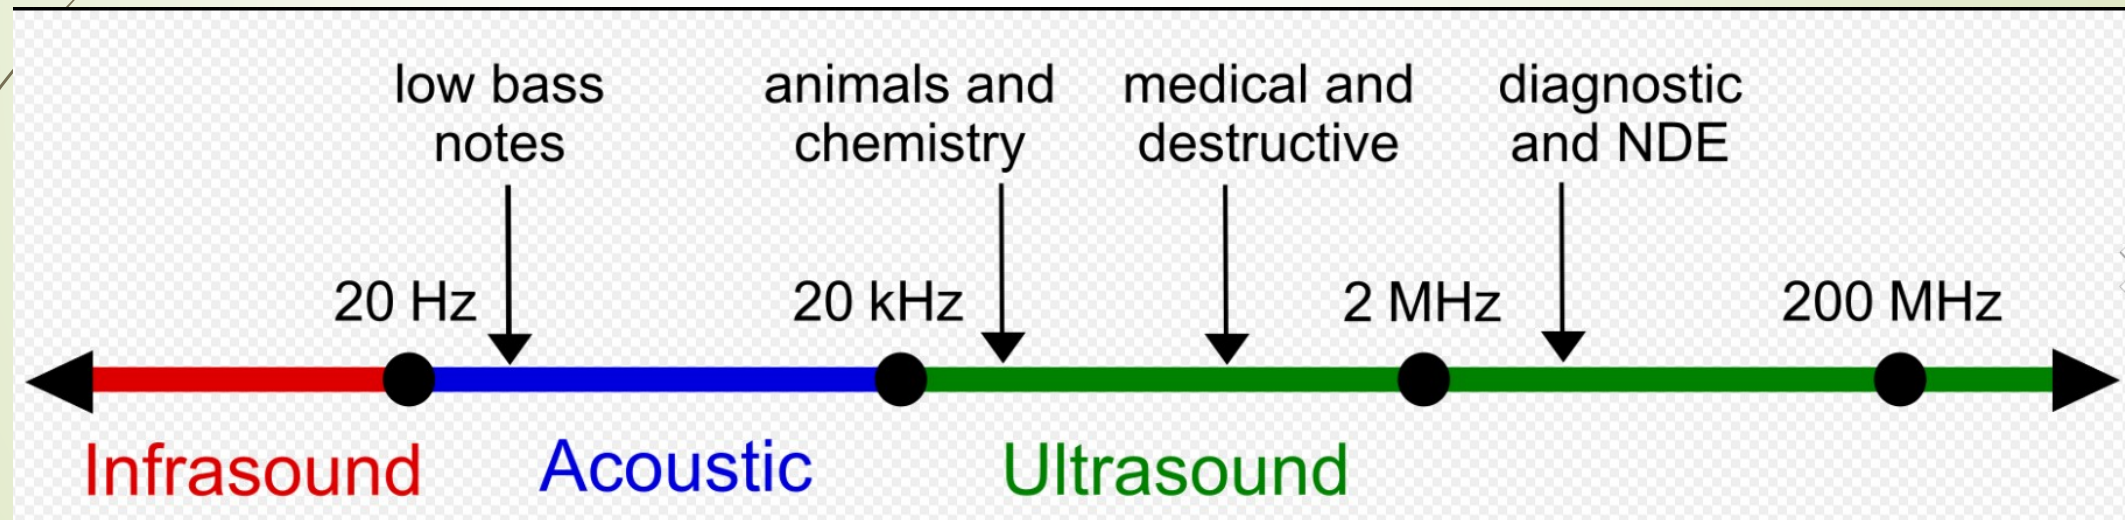 low bass
notes
animals and
chemistry
medical and
destructive
diagnostic
and NDE
20 Hz
20 kHz
2 MHz
200 MHz
Infrasound
Acoustic
Ultrasound